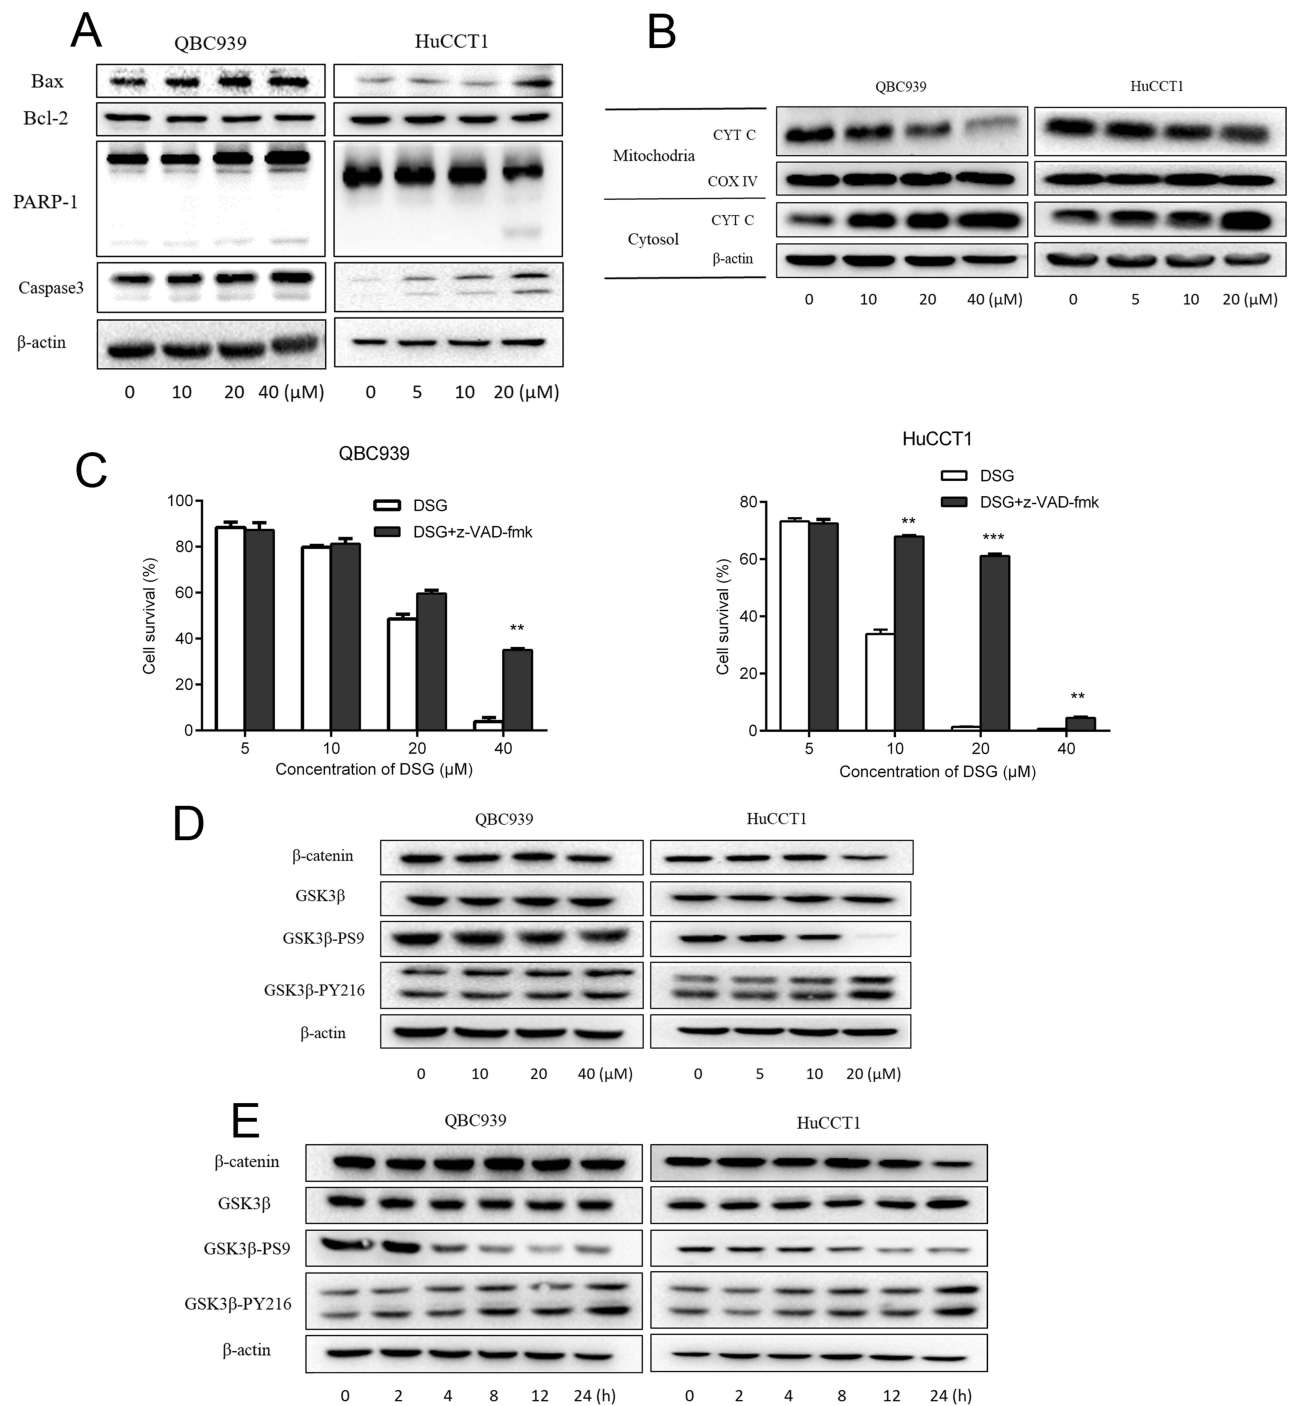 A
QBC939 HuCCT1
Bax
Bcl-2
PARP-1
Caspase3
β-actin
0 10 20 40 (μM) 0 5 10 20 (μM)
B
QBC939 HuCCT1
CYT C
Mitochodria
COX IV
CYT C
Cytosol
β-actin
0 10 20 40 (μM) 0 5 10 20 (μM)
C
QBC939
DSG
DSG+z-VAD-fmk
Cell survival (%)
100
80
60
40
20
0
**
5 10 20 40
Concentration of DSG (μM)
HuCCT1
DSG
DSG+z-VAD-fmk
Cell survival (%)
80
60
40
20
0
** *** **
5 10 20 40
Concentration of DSG (μM)
D
QBC939 HuCCT1
β-catenin
GSK3β
GSK3β-PS9
GSK3β-PY216
β-actin
0 10 20 40 (μM) 0 5 10 20 (μM)
E
QBC939 HuCCT1
β-catenin
GSK3β
GSK3β-PS9
GSK3β-PY216
β-actin
0 2 4 8 12 24 (h) 0 2 4 8 12 24 (h)